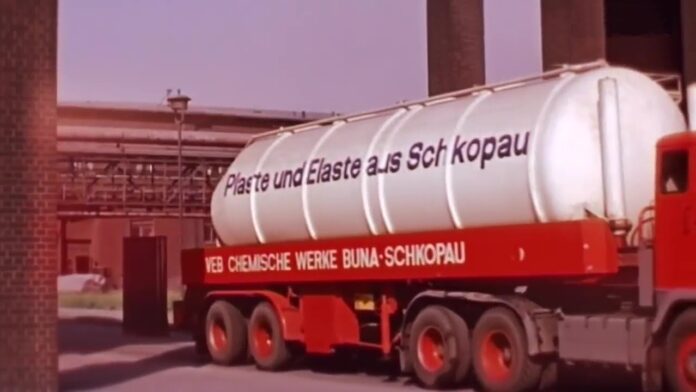 Plaste und Elaste aus Schkopau
VEB CHEMISCHE WERKE BUNA-SCHKOPAU